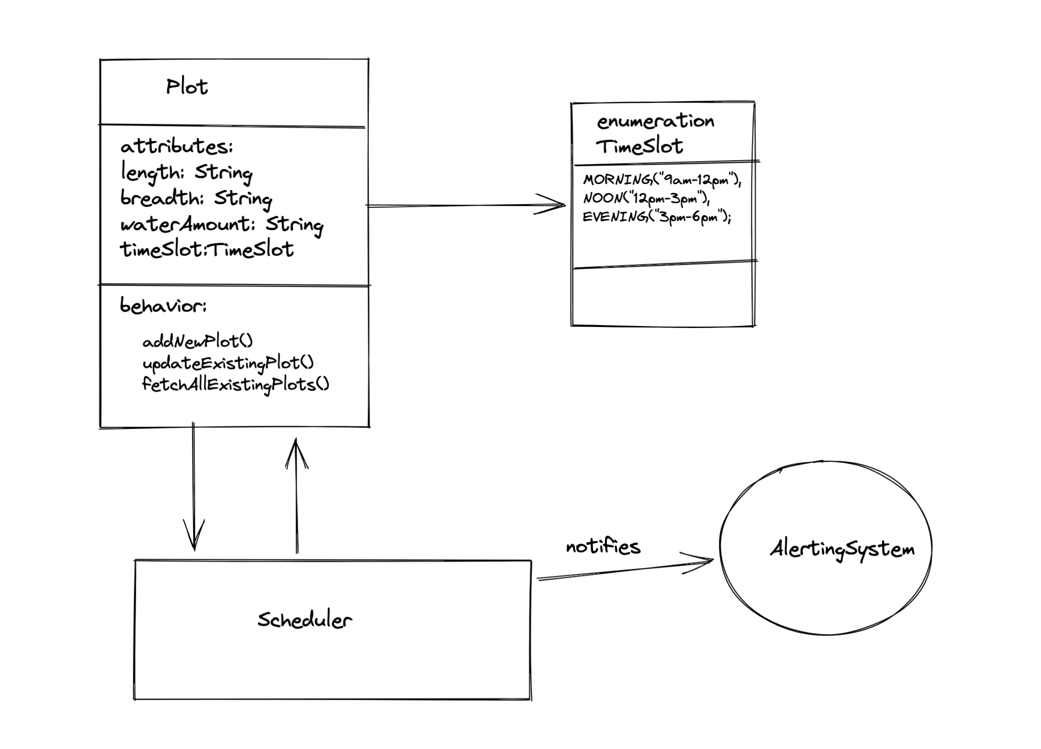 Plot
attributes:
length: String
breadth: String
waterAmount: String
timeSlot:TimeSlot
behavior:
addNewPlot()
updateExistingPlot()
fetchAllExistingPlots()
enumeration
TimeSlot
MORNING("9am-12pm"),
NOON("12pm-3pm"),
EVENING("3pm-6pm");
notifies
AlertingSystem
Scheduler